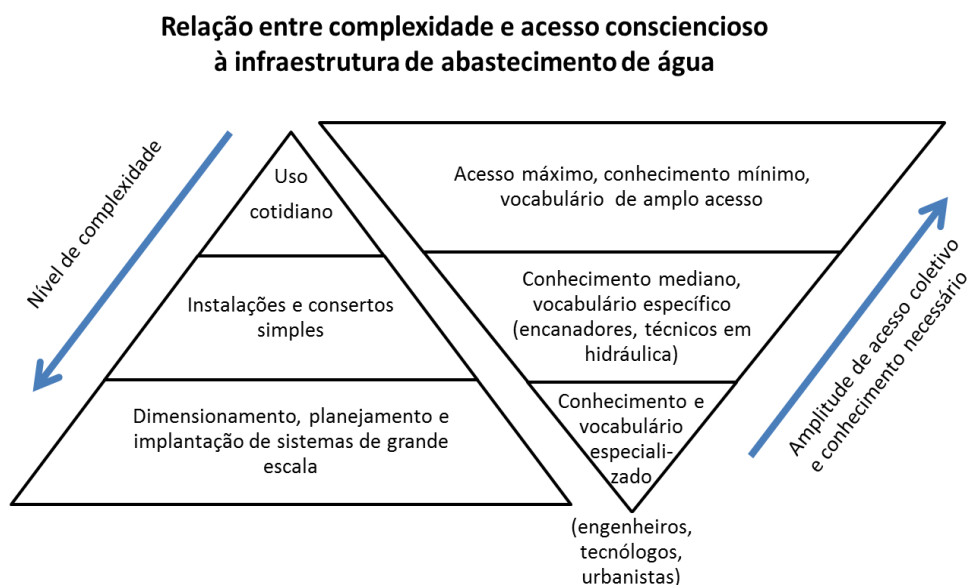 Relação entre complexidade e acesso consciencioso
à infraestrutura de abastecimento de água
Nível de complexidade
Uso
cotidiano
Instalações e consertos
simples
Dimensionamento, planejamento e
implantação de sistemas de grande
escala
Acesso máximo, conhecimento mínimo,
vocabulário de amplo acesso
Conhecimento mediano,
vocabulário específico
(encanadores, técnicos em
hidráulica)
Conhecimento e
vocabulário
especiali-
zado
(engenheiros,
tecnólogos,
urbanistas)
Amplitude de acesso coletivo
e conhecimento necessário